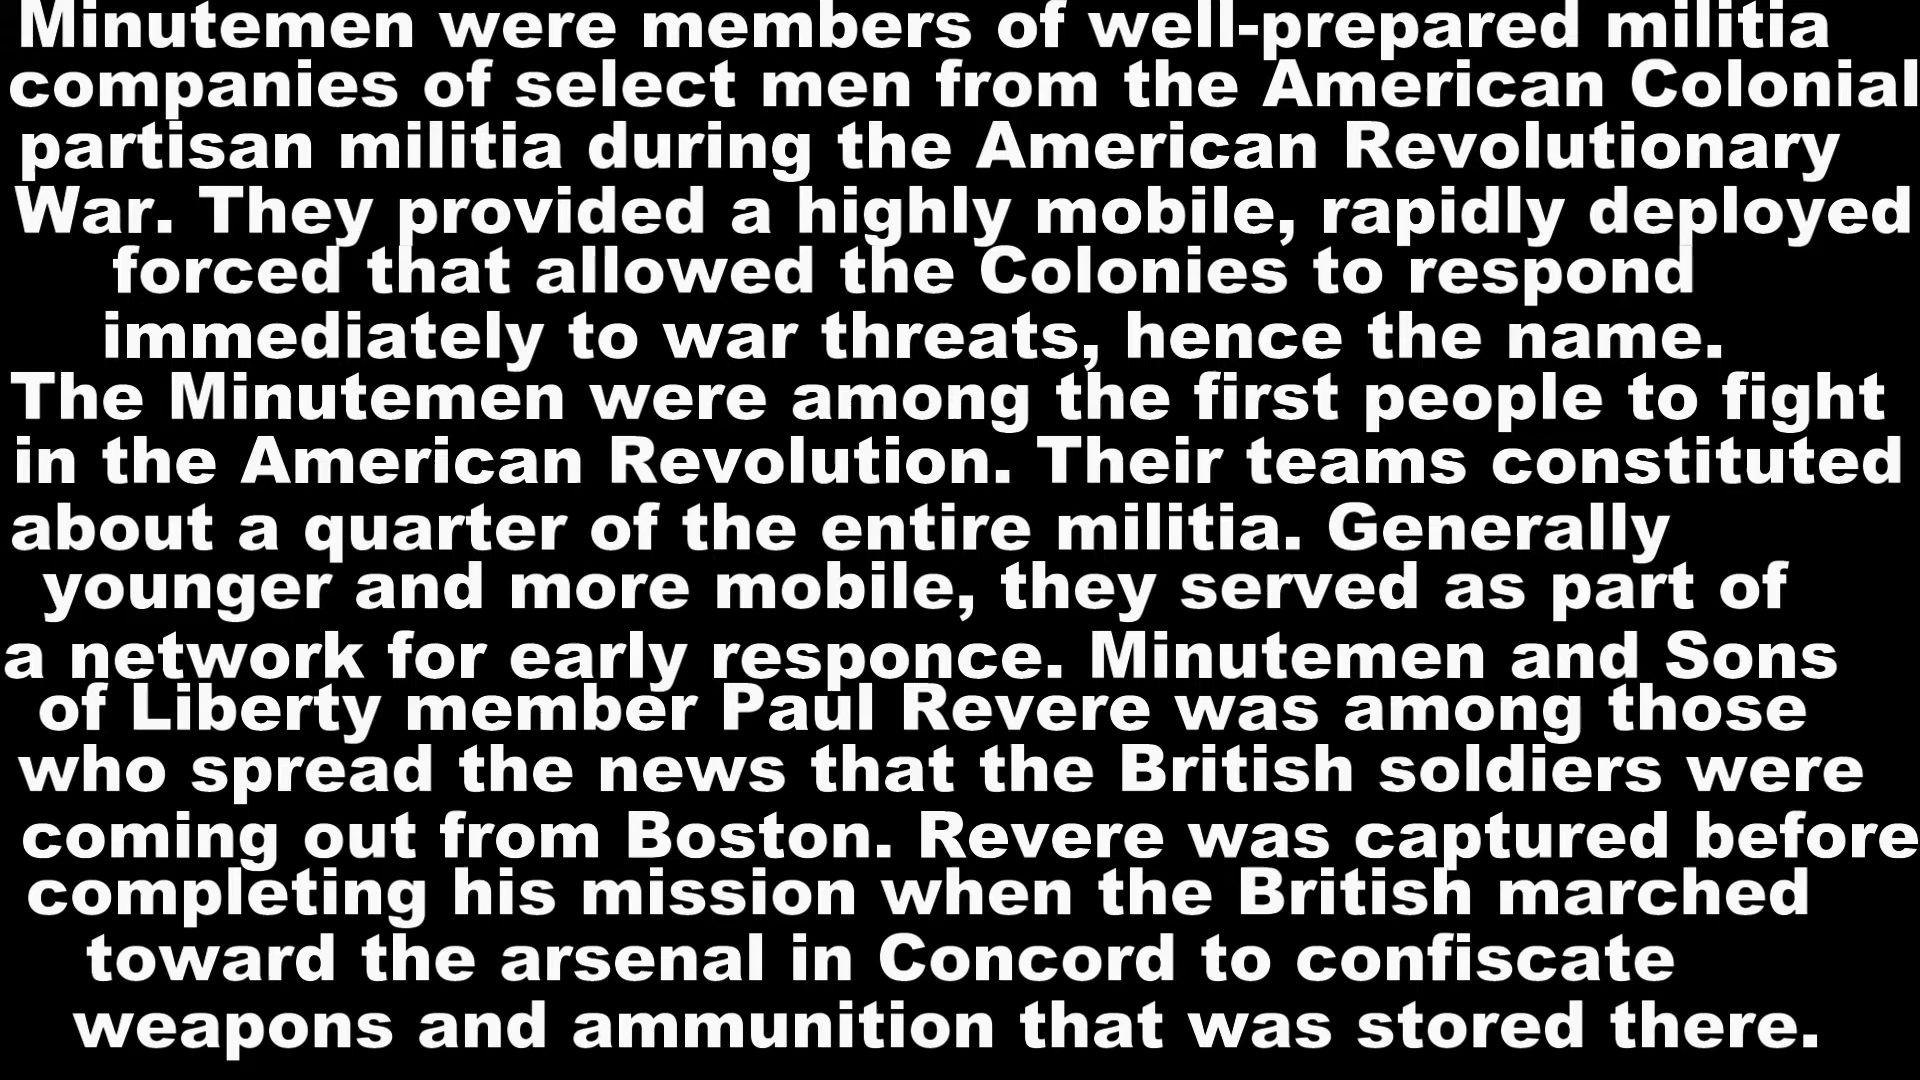 Minutemen were members of well-prepared militia
companies of select men from the American Colonial
partisan militia during the American Revolutionary
War. They provided a highly mobile, rapidly deployed
forced that allowed the Colonies to respond
immediately to war threats, hence the name.
The Minutemen were among the first people to fight
in the American Revolution. Their teams constituted
about a quarter of the entire militia. Generally
younger and more mobile, they served as part of
a network for early responce. Minutemen and Sons
of Liberty member Paul Revere was among those
who spread the news that the British soldiers were
coming out from Boston. Revere was captured before
completing his mission when the British marched
toward the arsenal in Concord to confiscate
weapons and ammunition that was stored there.